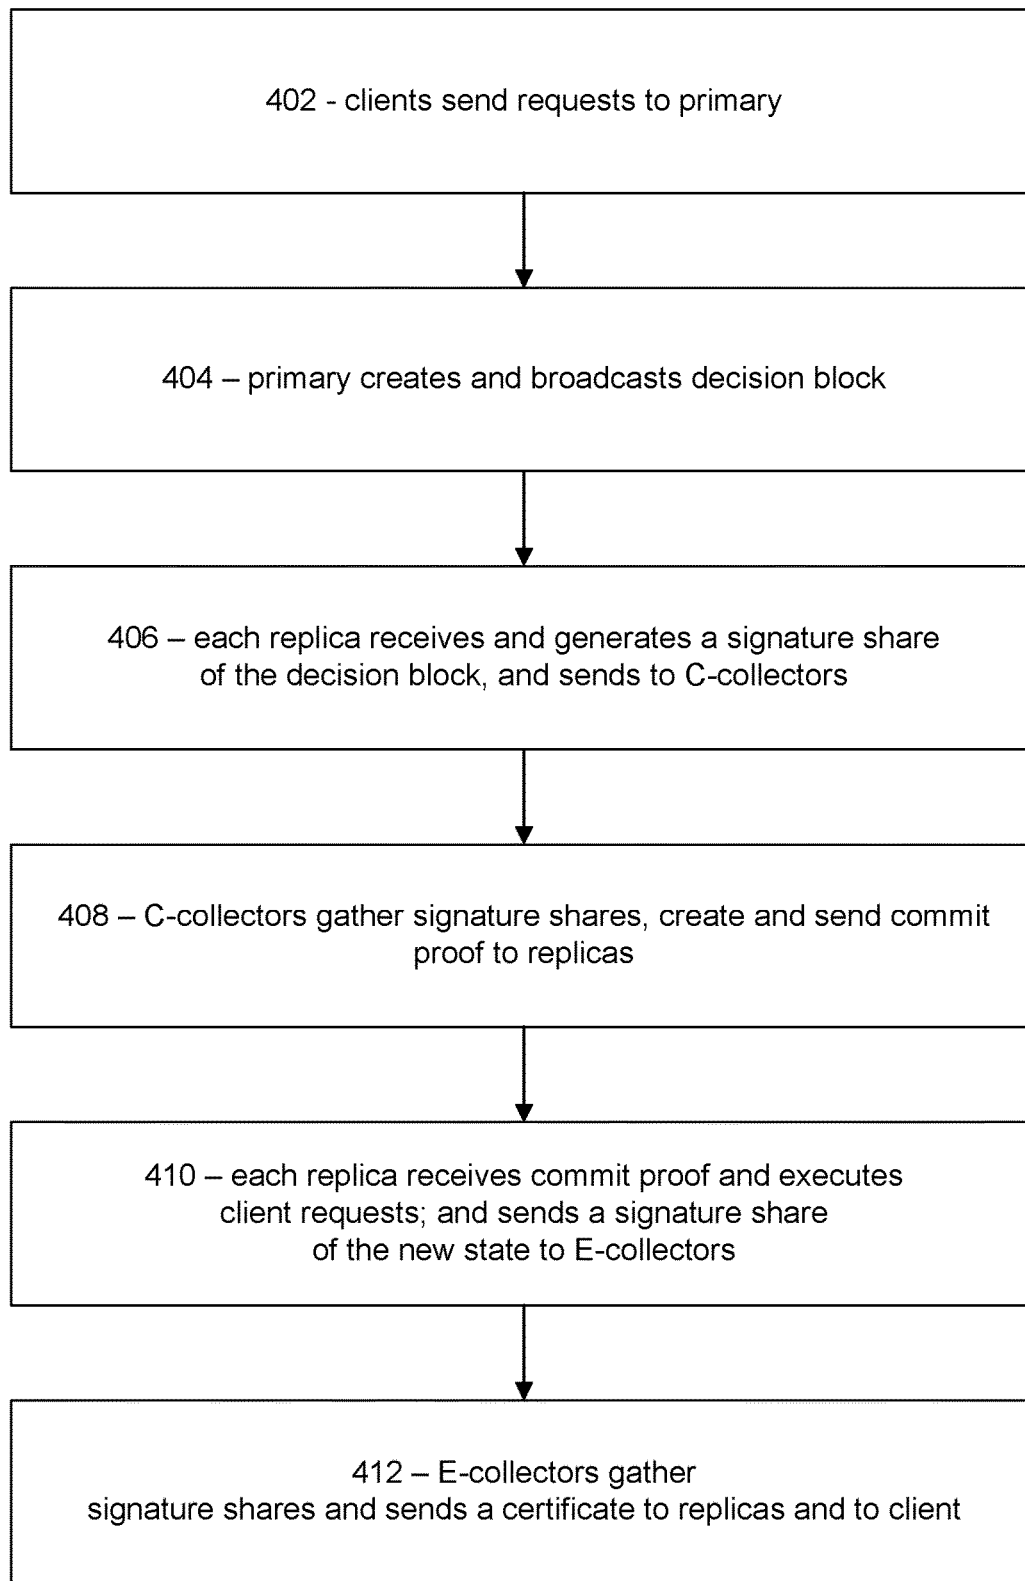 402 - clients send requests to primary
404 – primary creates and broadcasts decision block
406 – each replica receives and generates a signature share
of the decision block, and sends to C-collectors
408 – C-collectors gather signature shares, create and send commit
proof to replicas
410 – each replica receives commit proof and executes
client requests; and sends a signature share
of the new state to E-collectors
412 – E-collectors gather
signature shares and sends a certificate to replicas and to client